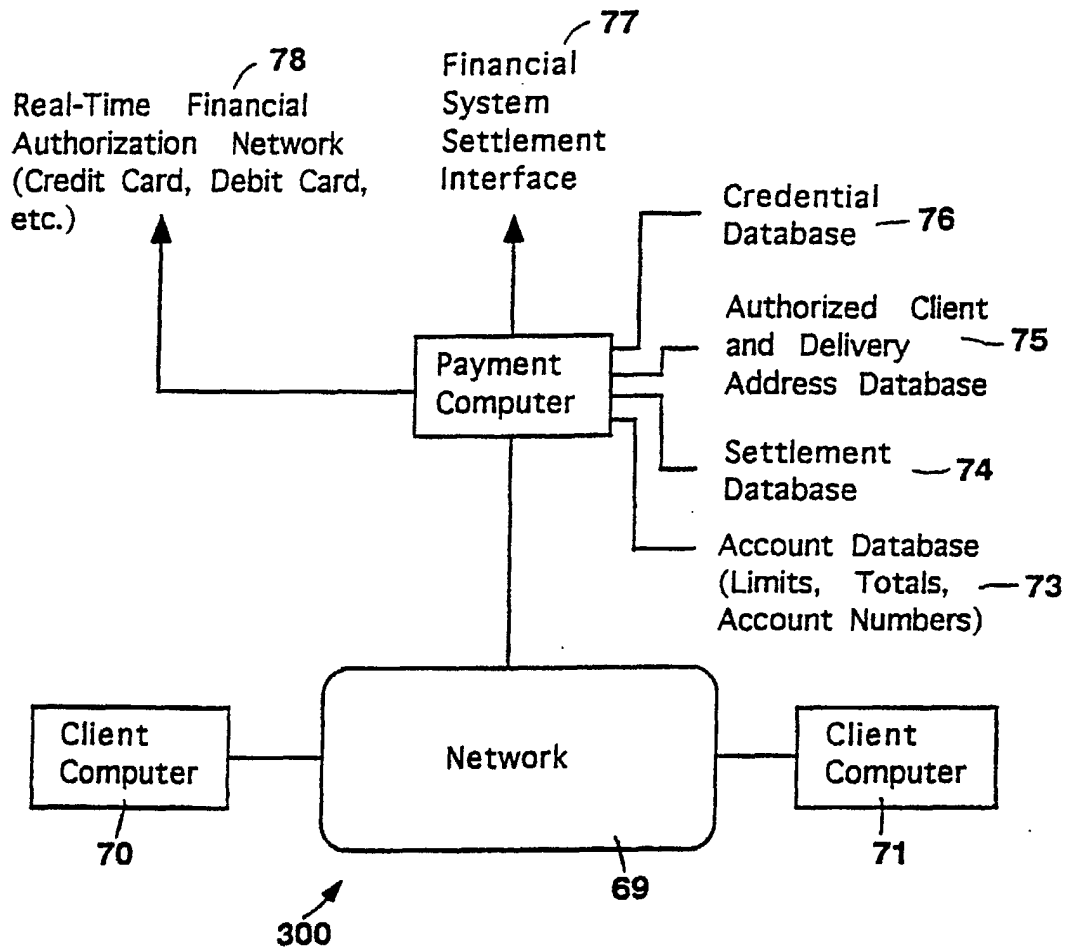 78
Real-Time Financial
Authorization Network
(Credit Card, Debit Card,
etc.)
77
Financial
System
Settlement
Interface
Credential
Database
76
Authorized Client
and Delivery
Address Database
75
Payment
Computer
Settlement
Database
74
Account Database
(Limits, Totals,
Account Numbers)
73
Client
Computer
70
Network
69
Client
Computer
71
300